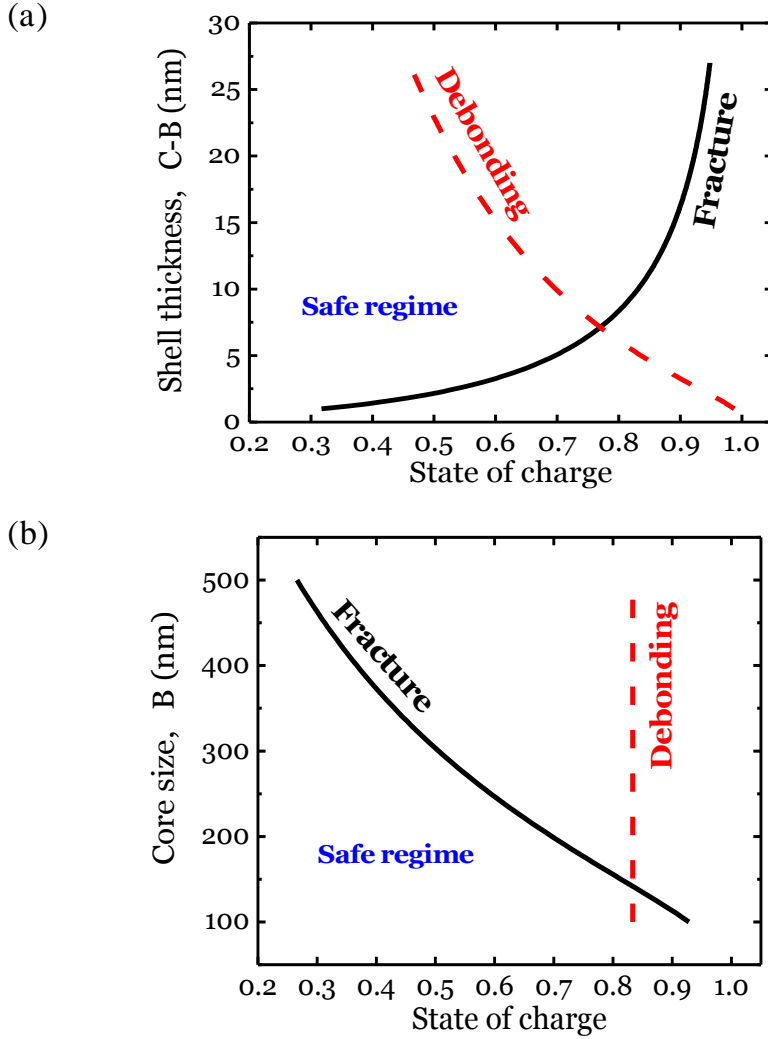 (a)
30
25
20
15
10
5
0
Shell thickness, C-B (nm)
Debonding
Fracture
Safe regime
0.2 0.3 0.4 0.5 0.6 0.7 0.8 0.9 1.0
State of charge
(b)
500
400
300
200
100
Core size, B (nm)
Fracture
Debonding
Safe regime
0.2 0.3 0.4 0.5 0.6 0.7 0.8 0.9 1.0
State of charge